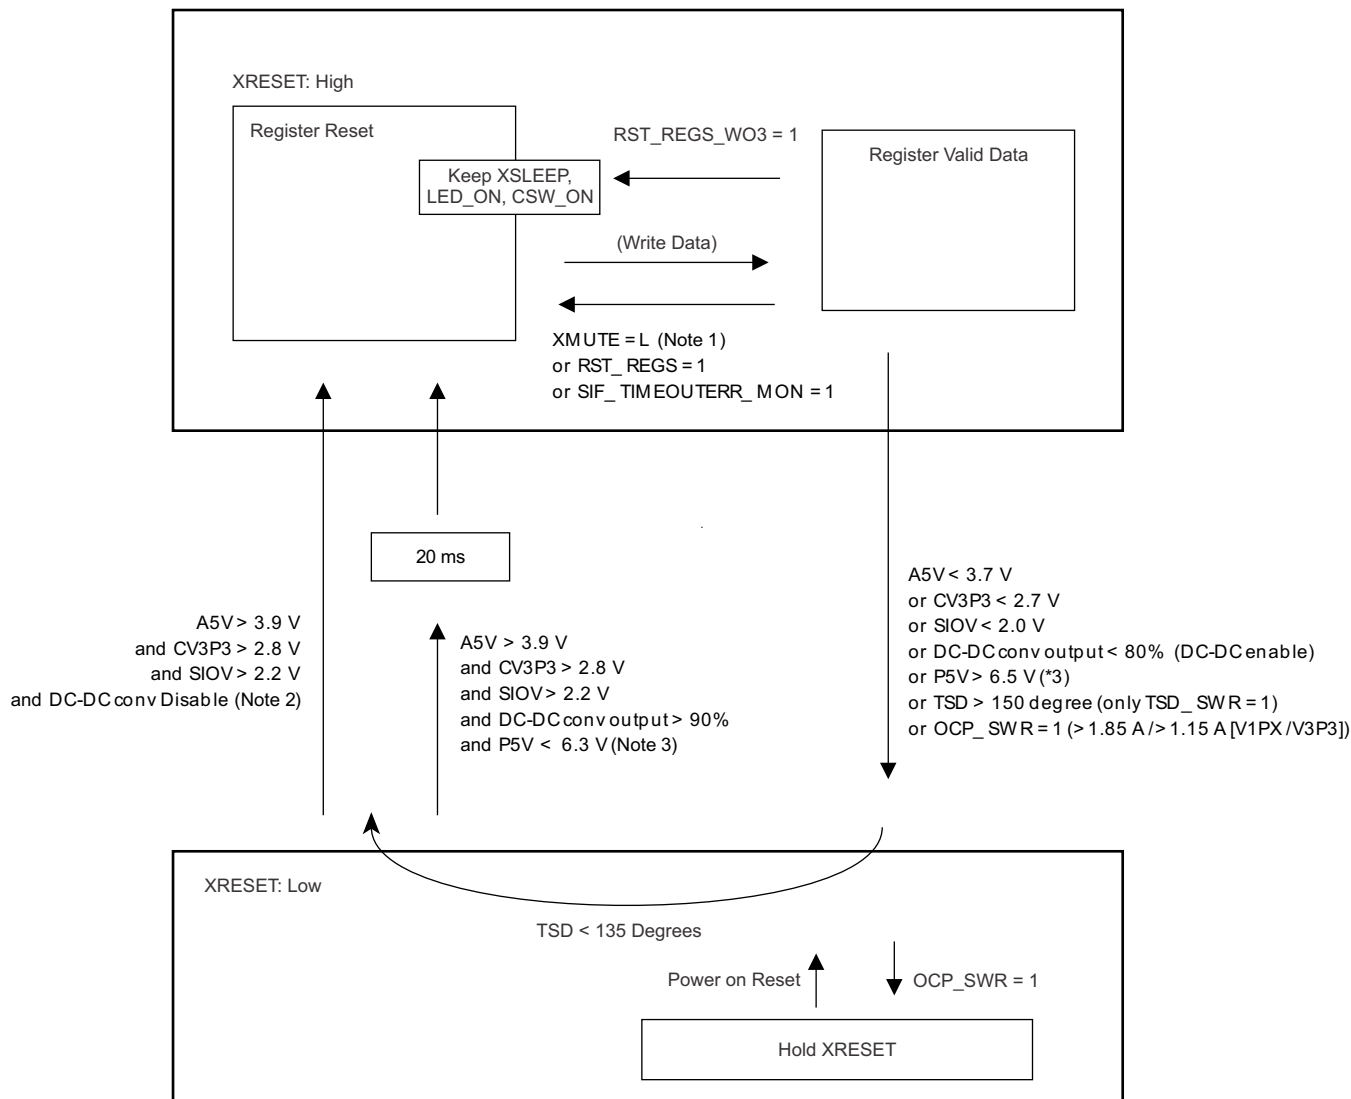 XRESET: High
Register Reset
Keep XSLEEP,
LED_ON, CSW_ON
RST_REGS_WO3 = 1
Register Valid Data
(Write Data)
XMUTE = L (Note 1)
or RST_REGS = 1
or SIF_TIMEOUTERR_MON = 1
20 ms
A5V > 3.9 V
and CV3P3 > 2.8 V
and SIOV > 2.2 V
and DC-DC conv Disable (Note 2)
A5V > 3.9 V
and CV3P3 > 2.8 V
and SIOV > 2.2 V
and DC-DC conv output > 90%
and P5V < 6.3 V (Note 3)
A5V < 3.7 V
or CV3P3 < 2.7 V
or SIOV < 2.0 V
or DC-DC conv output < 80% (DC-DC enable)
or P5V > 6.5 V (*3)
or TSD > 150 degree (only TSD_SWR = 1)
or OCP_SWR = 1 (> 1.85 A / > 1.15 A [V1PX / V3P3])
XRESET: Low
TSD < 135 Degrees
Power on Reset
OCP_SWR = 1
Hold XRESET